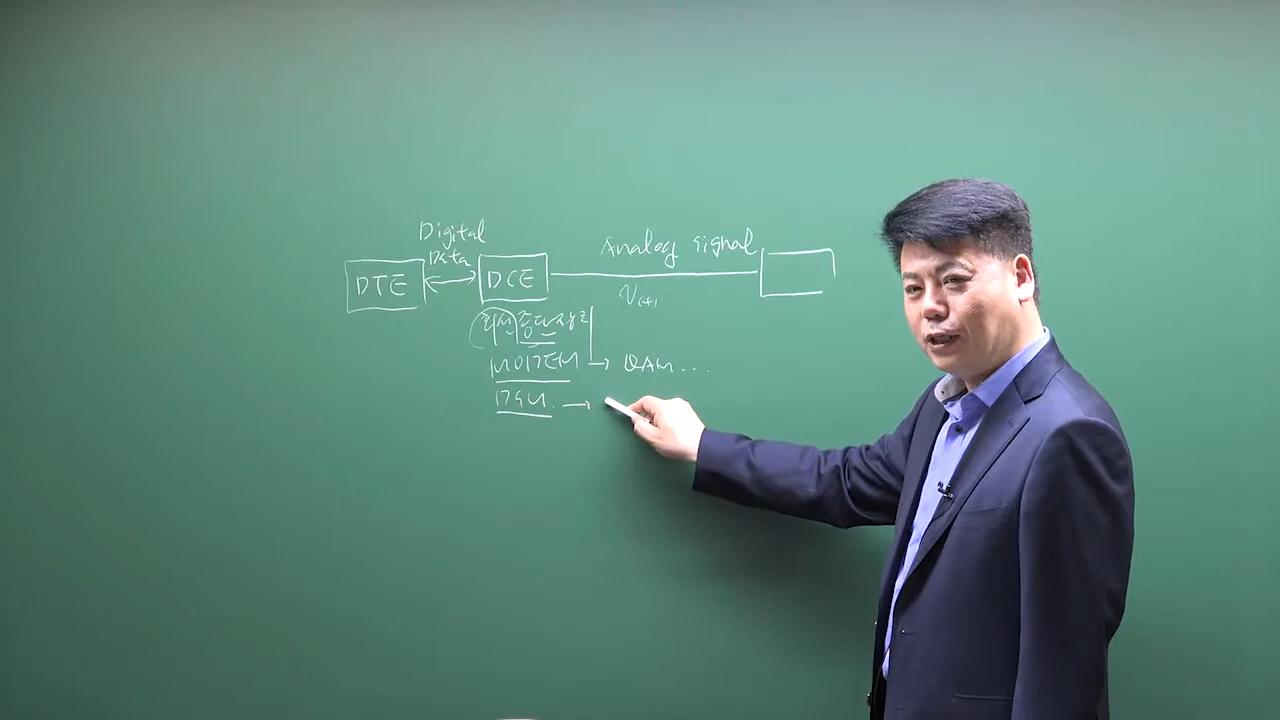 Digital
Data
Analog signal
DTE
DCE
V(t)
회선종단장치
MODEM → QAM ...
DSU →